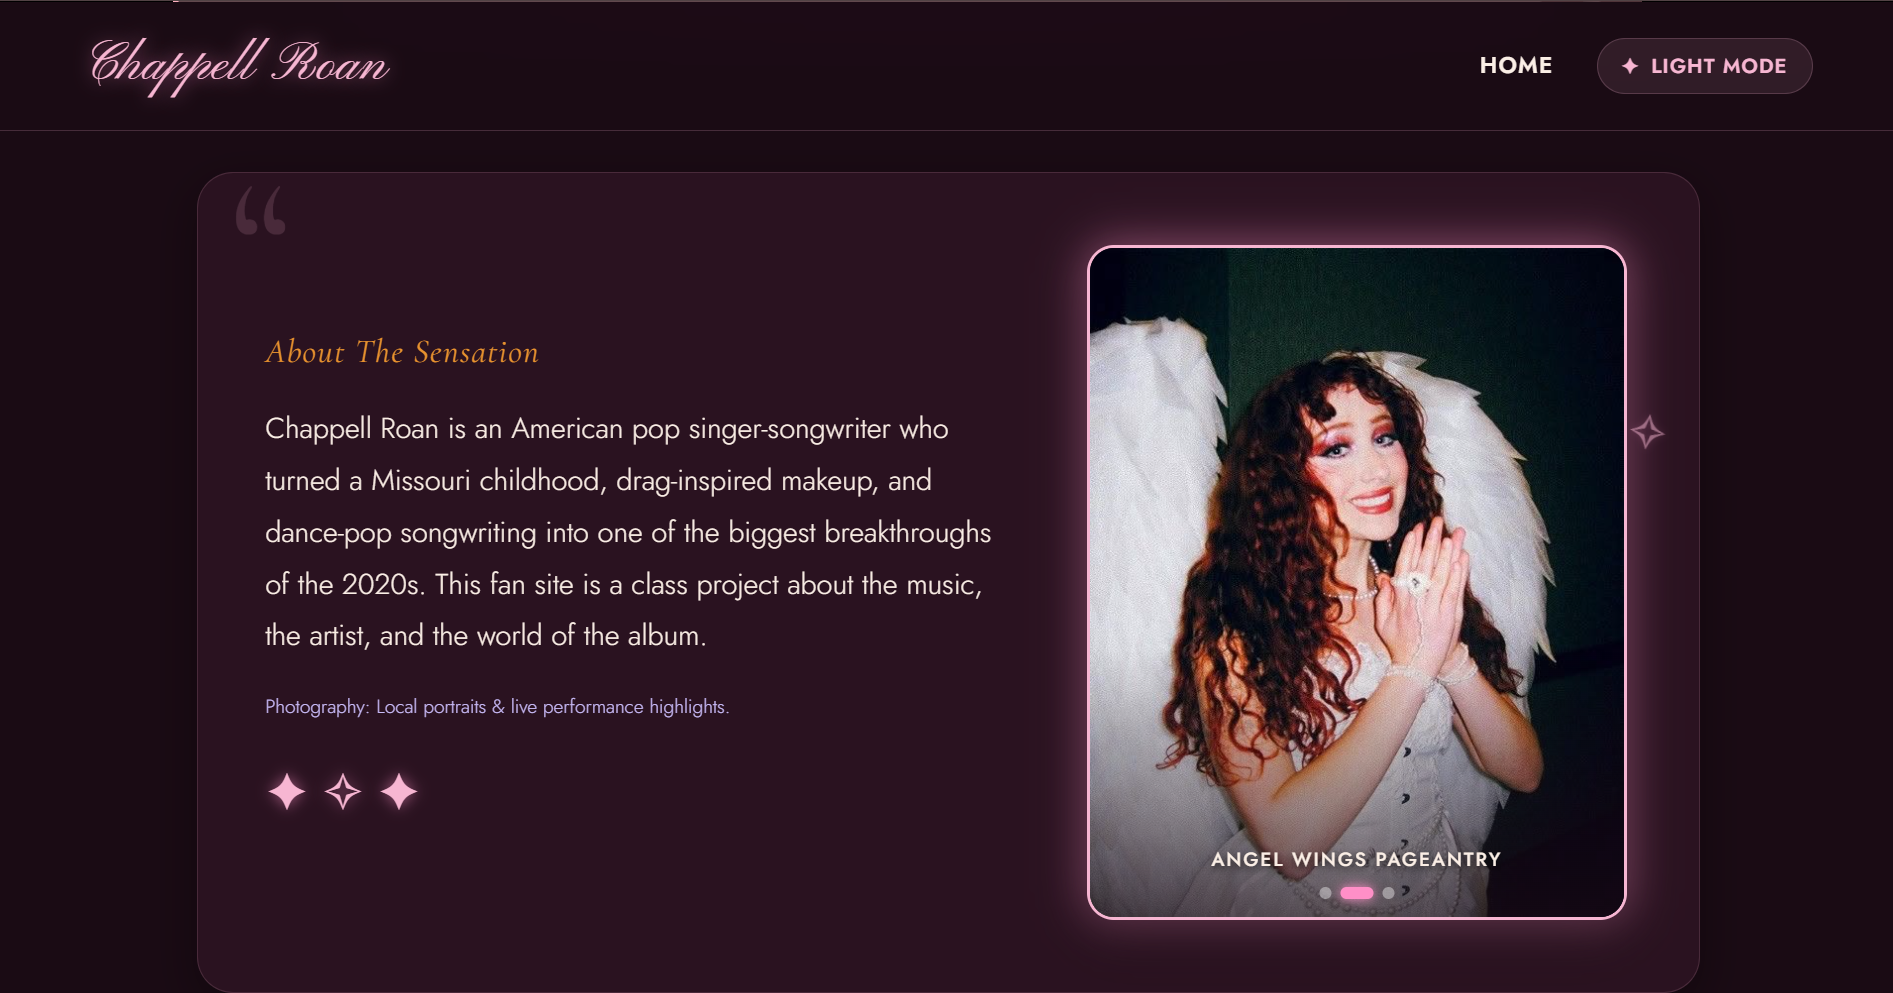 Chappell Roan
HOME
✦ LIGHT MODE
“
About The Sensation
Chappell Roan is an American pop singer-songwriter who
turned a Missouri childhood, drag-inspired makeup, and
dance-pop songwriting into one of the biggest breakthroughs
of the 2020s. This fan site is a class project about the music,
the artist, and the world of the album.
Photography: Local portraits & live performance highlights.
ANGEL WINGS PAGEANTRY